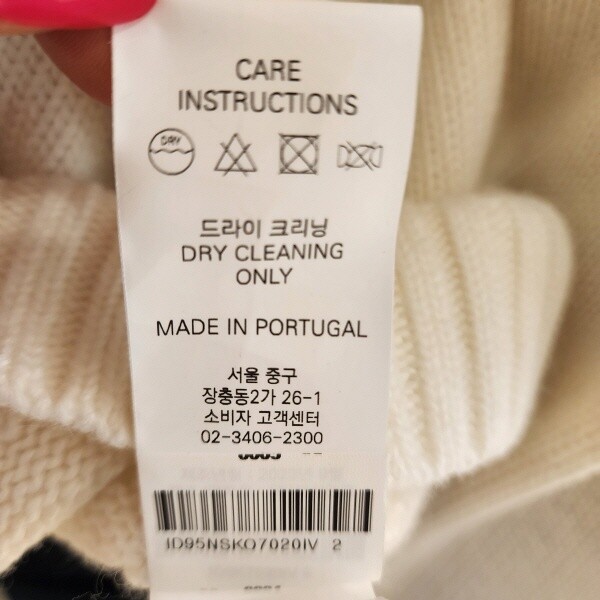 CARE
INSTRUCTIONS
DRY
드라이 크리닝
DRY CLEANING
ONLY
MADE IN PORTUGAL
서울 중구
장충동2가 26-1
소비자 고객센터
02-3406-2300
ID95NSKO7020IV 2